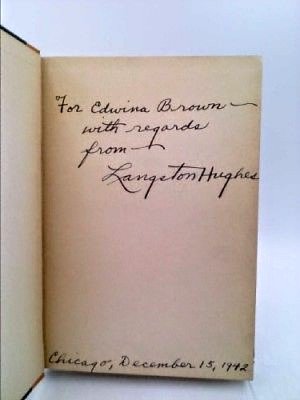 For Edwina Brown—
with regards
from—
Langston Hughes
Chicago, December 15, 1942